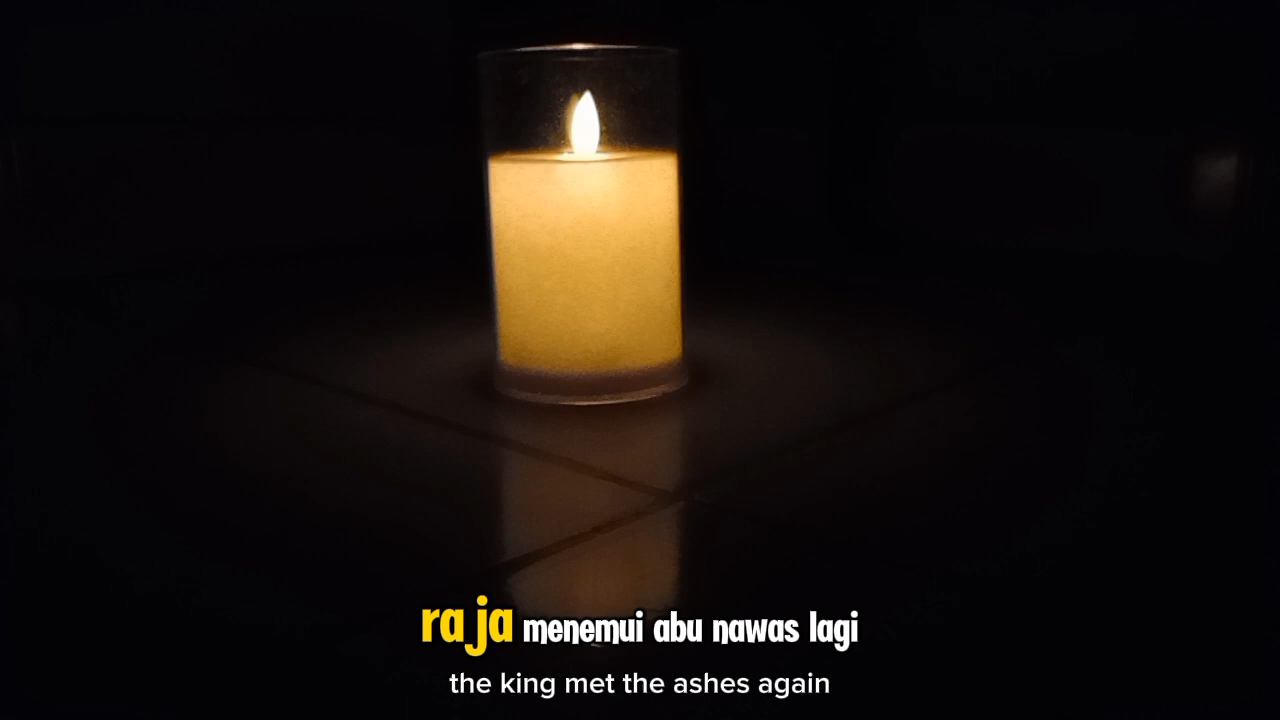 raja menemui abu nawas lagi
the king met the ashes again